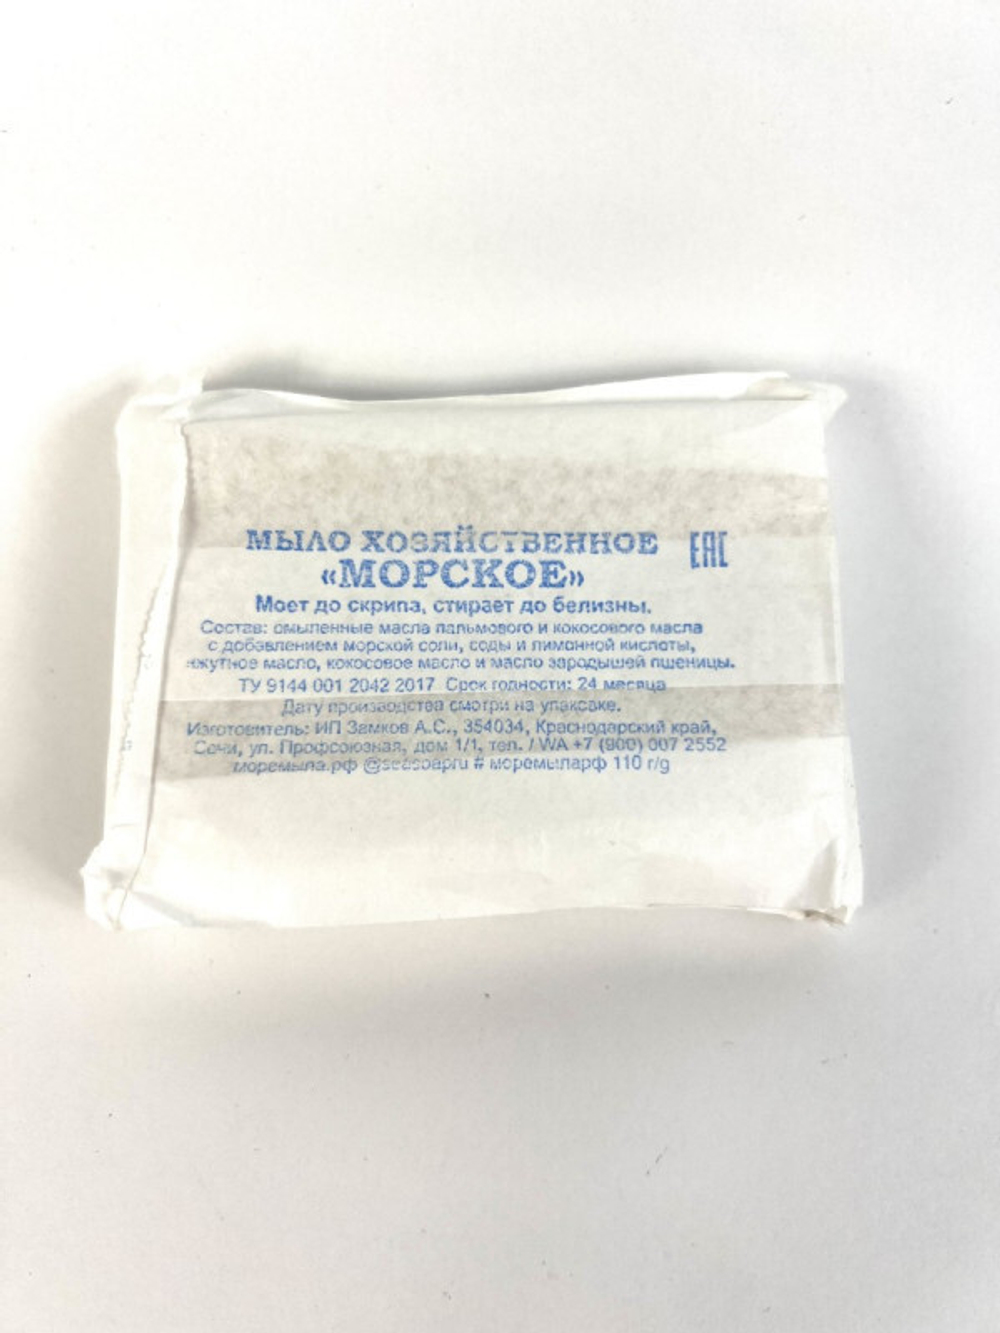 МЫЛО ХОЗЯЙСТВЕННОЕ EAC
«МОРСКОЕ»
Моет до скрипа, стирает до белизны.
Состав: омыленные масла пальмового и кокосового масла
с добавлением морской соли, соды и лимонной кислоты,
масло, кокосовое масло и масло зародышей пшеницы.
ТУ 9144 001 2042 2017 Срок годности: 24 месяца
Дату производства смотри на упаковке.
Изготовитель: ИП Замков А.С., 354034, Краснодарский край,
Сочи, ул. Профсоюзная, дом 1/1, тел. / WA +7 (900) 007 2552
моремыла.рф @seasoapru # моремыларф 110 г/g